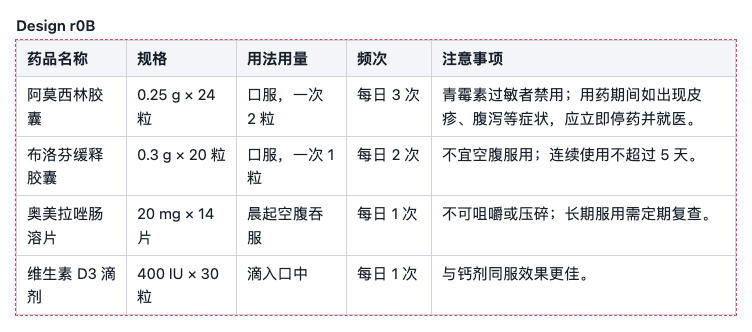 Design r0B
药品名称 规格 用法用量 频次 注意事项
阿莫西林胶 0.25 g × 24 口服，一次 每日 3 次 青霉素过敏者禁用；用药期间如出现皮
囊 粒 2 粒 疹、腹泻等症状，应立即停药并就医。
布洛芬缓释 0.3 g × 20 粒 口服，一次 1 每日 2 次 不宜空腹服用；连续使用不超过 5 天。
胶囊 粒
奥美拉唑肠 20 mg × 14 晨起空腹吞 每日 1 次 不可咀嚼或压碎；长期服用需定期复查。
溶片 片 服
维生素 D3 滴 400 IU × 30 滴入口中 每日 1 次 与钙剂同服效果更佳。
剂 粒